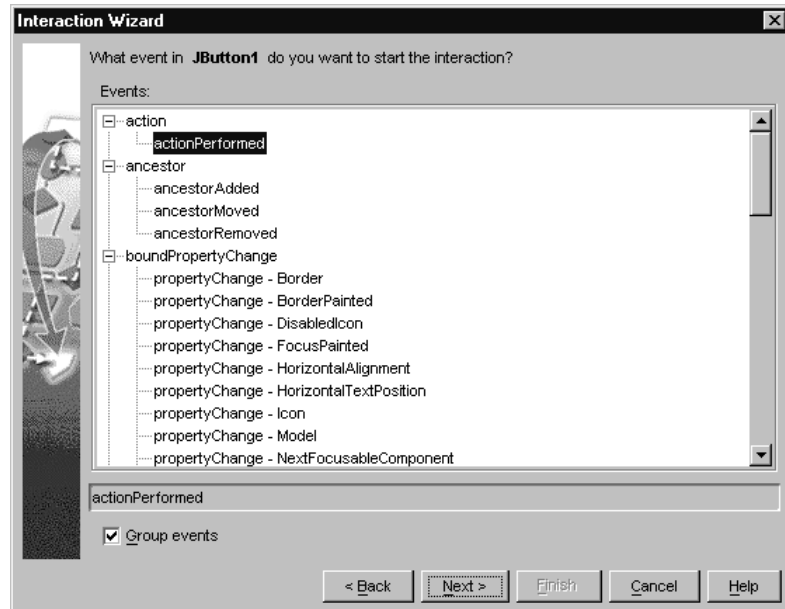 Interaction Wizard
What event in JButton1 do you want to start the interaction?
Events:
action
actionPerformed
ancestor
ancestorAdded
ancestorMoved
ancestorRemoved
boundPropertyChange
propertyChange - Border
propertyChange - BorderPainted
propertyChange - DisabledIcon
propertyChange - FocusPainted
propertyChange - HorizontalAlignment
propertyChange - HorizontalTextPosition
propertyChange - Icon
propertyChange - Model
propertyChange - NextFocusableComponent
actionPerformed
Group events
< Back Next > Finish Cancel Help